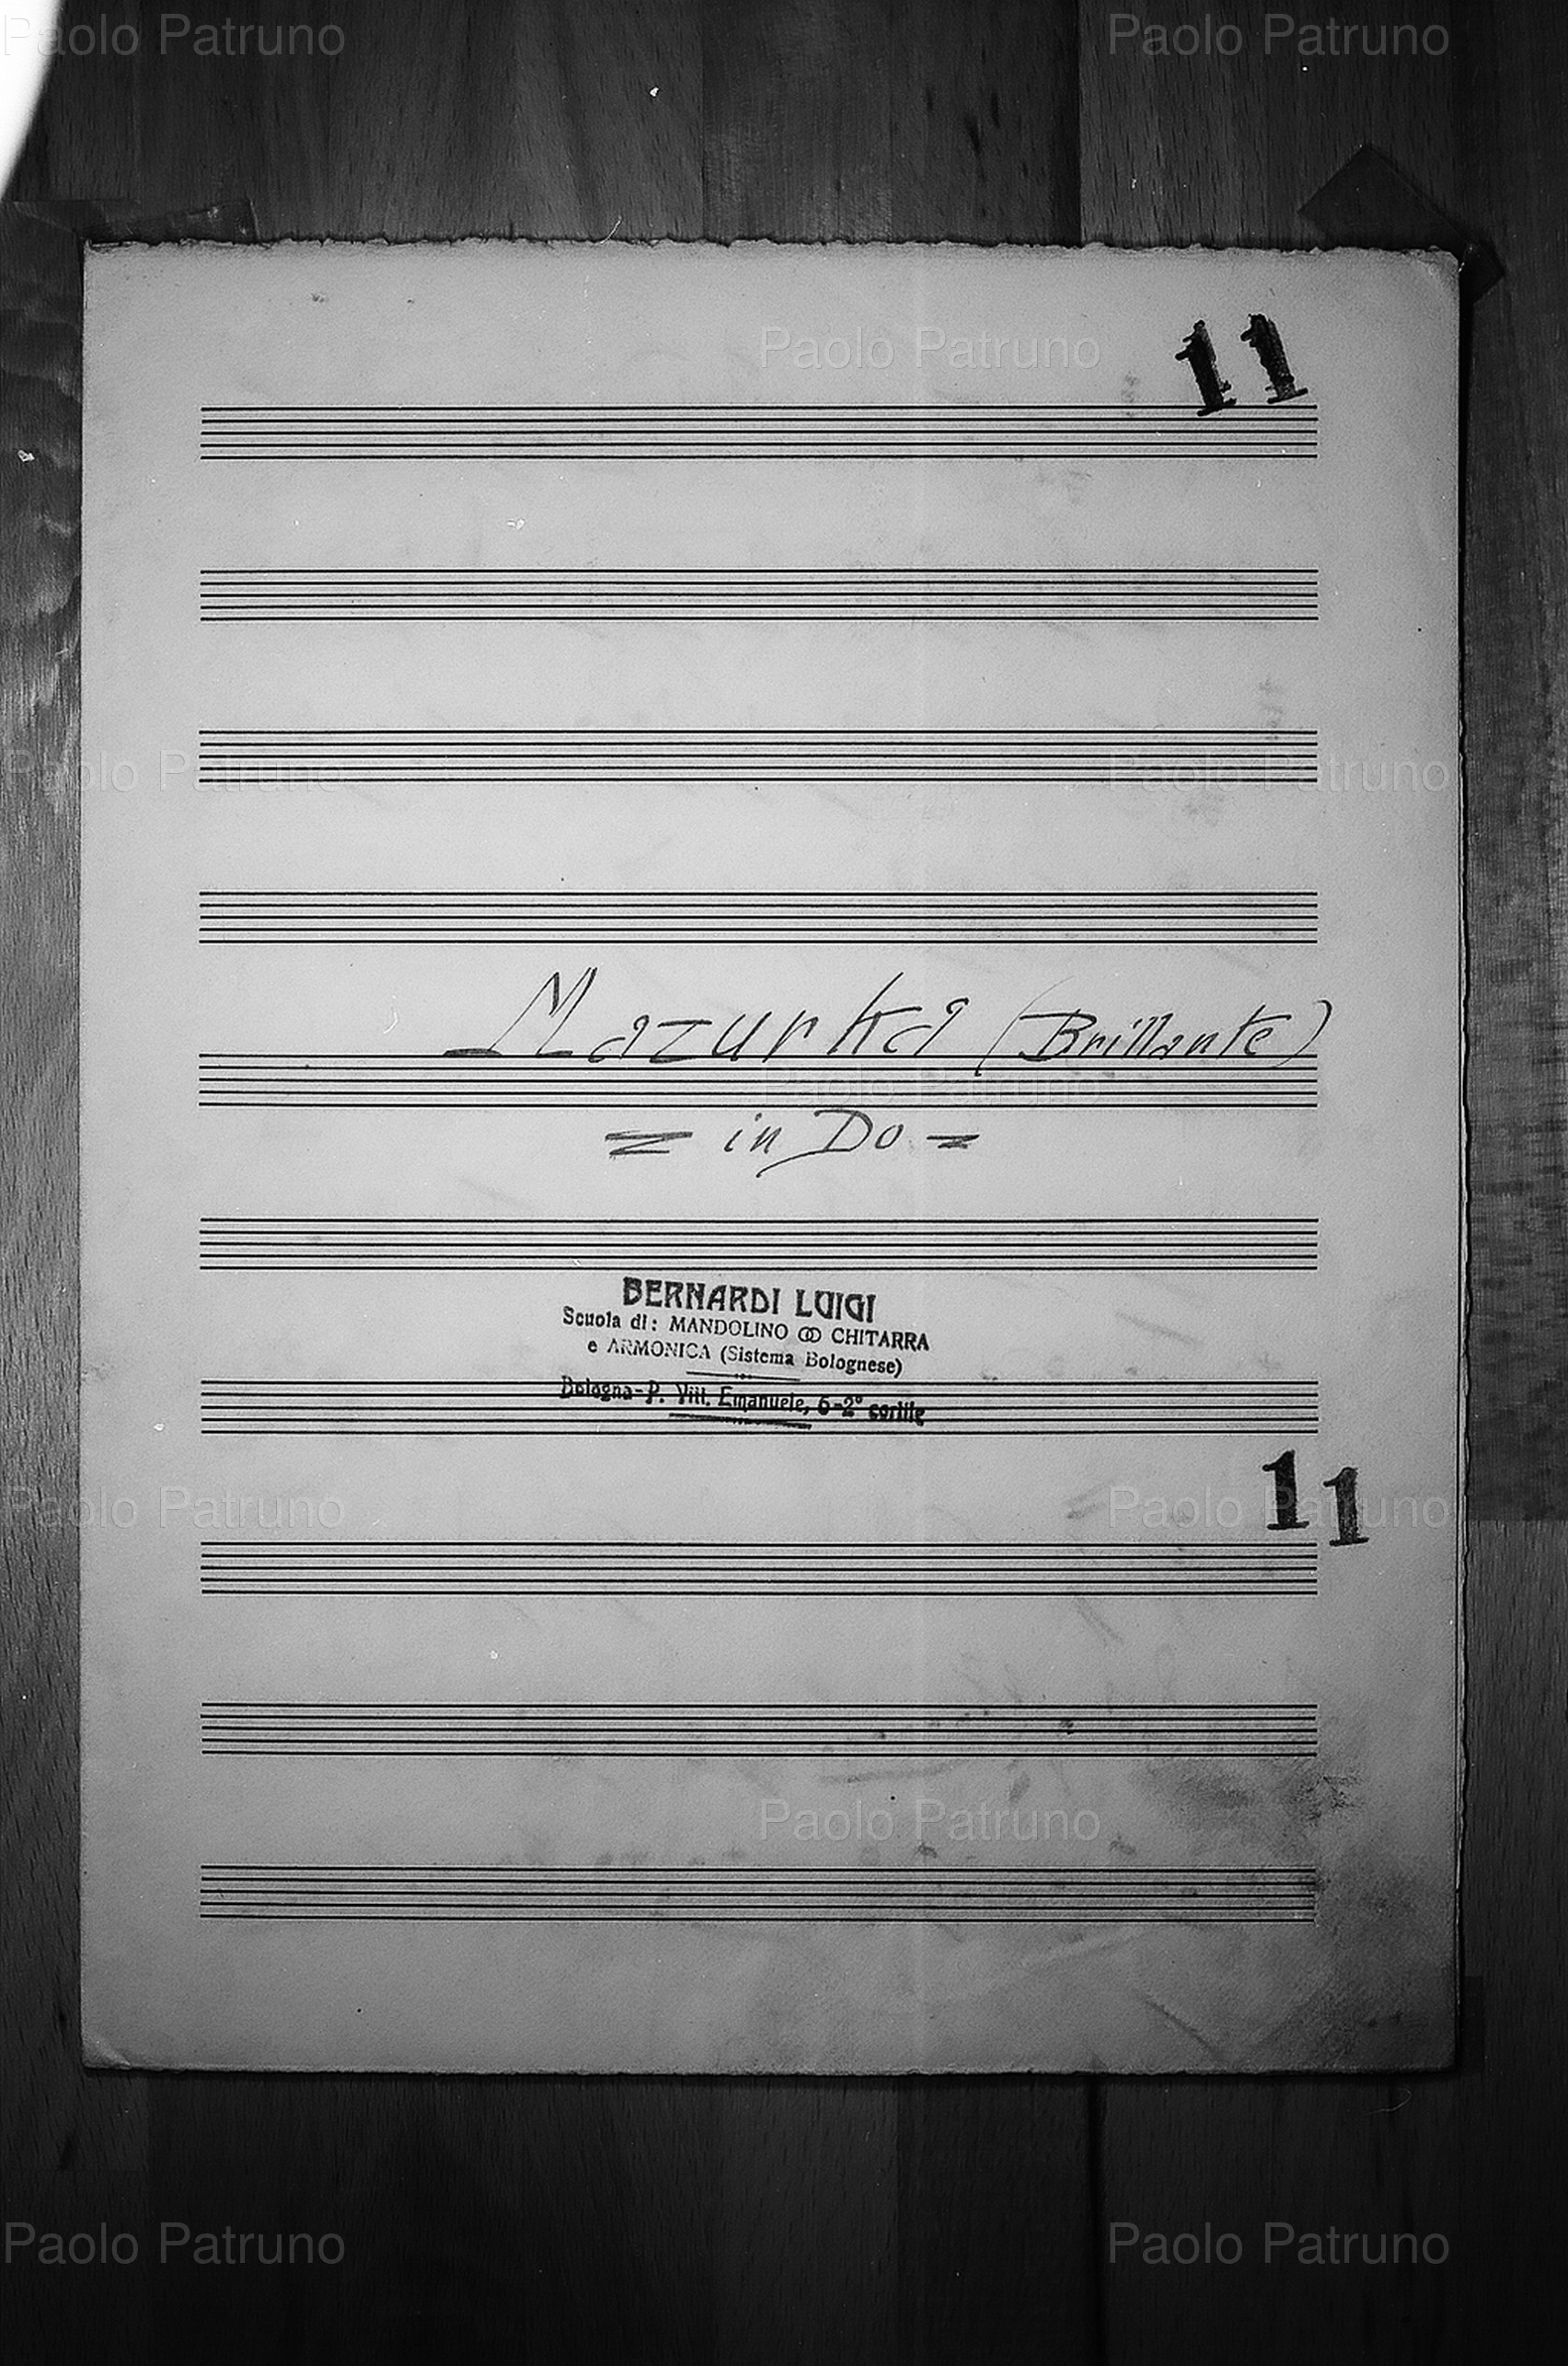 Paolo Patruno Paolo Patruno
11
Paolo Patruno
Paolo Patruno Paolo Patruno
Mazurka (Brillante)
Paolo Patruno
in Do
BERNARDI LUIGI
Scuola di: MANDOLINO CHITARRA
e ARMONICA (Sistema Bolognese)
Bologna - P. Vitt. Emanuele, 6-2° cortile
11
Paolo Patruno Paolo Patruno
Paolo Patruno
Paolo Patruno Paolo Patruno